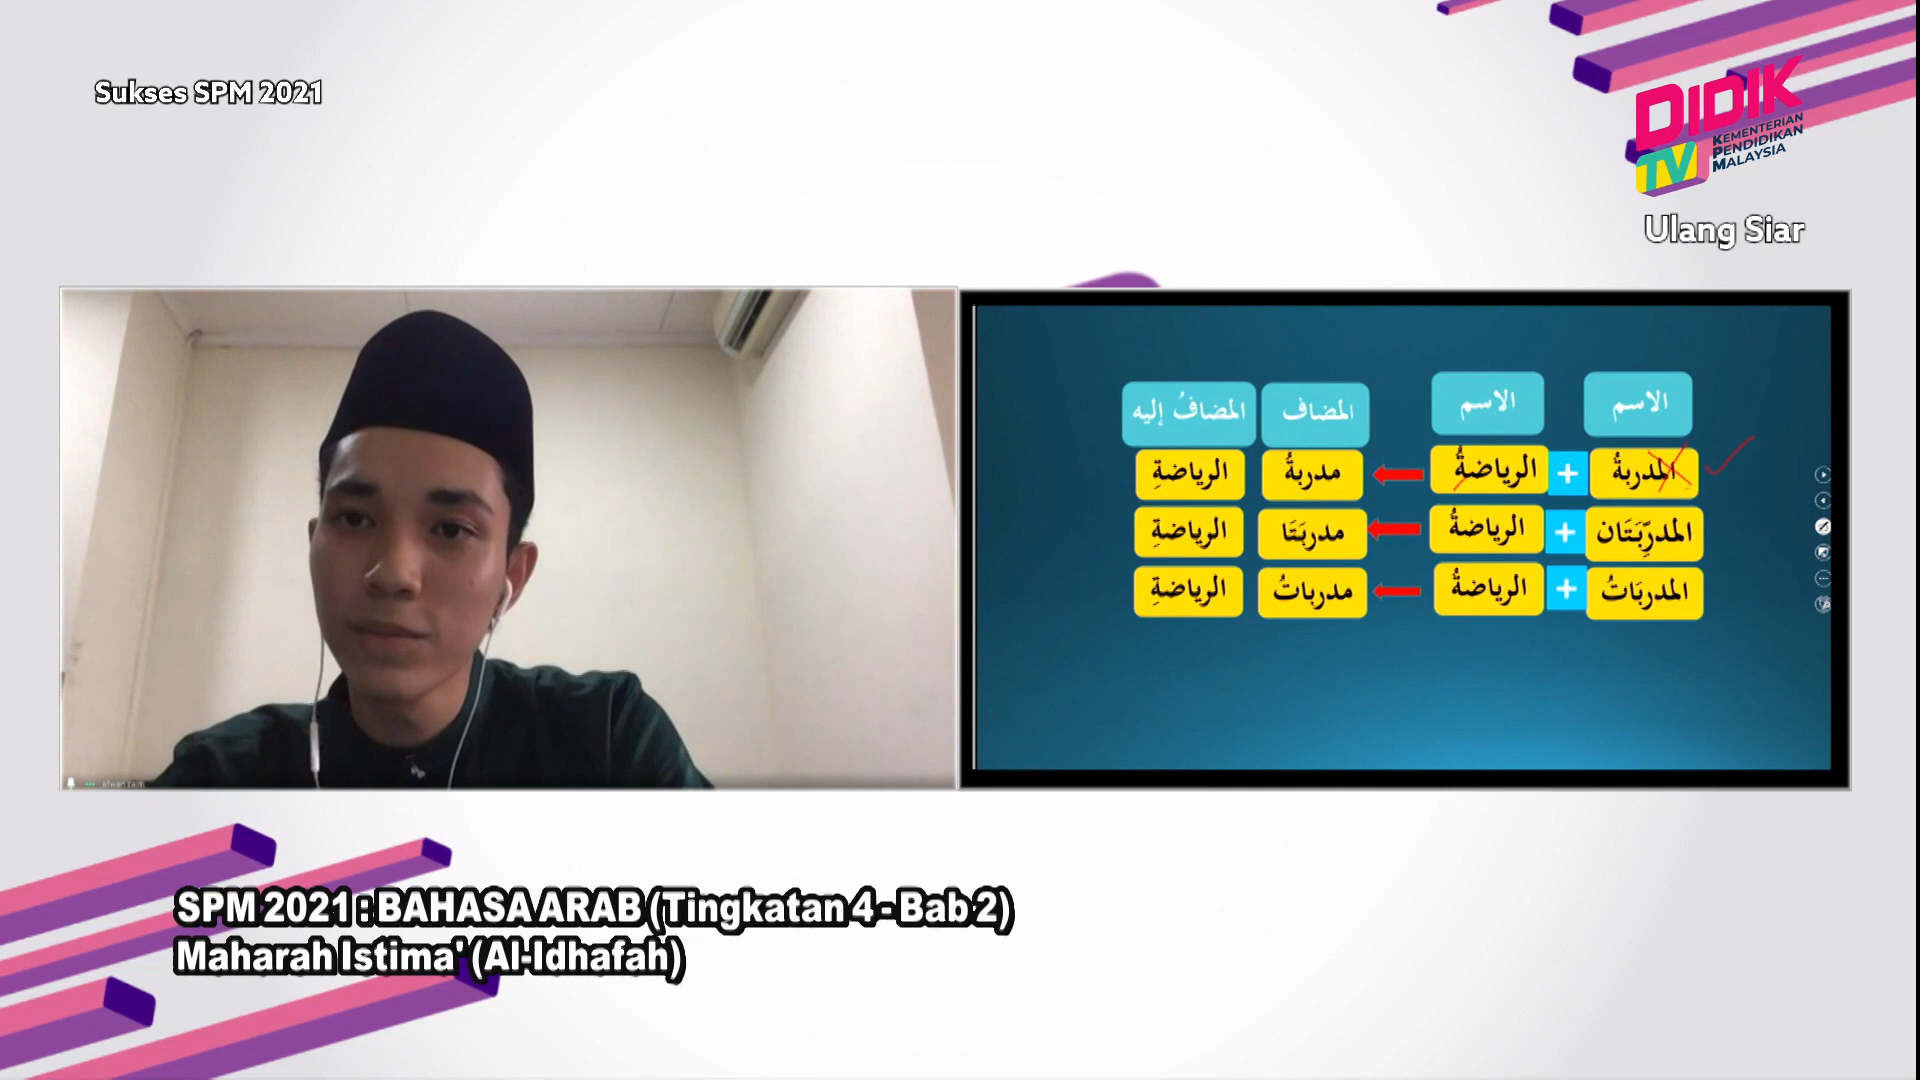 Sukses SPM 2021
DIDIK
TV
KEMENTERIAN
PENDIDIKAN
MALAYSIA
Ulang Siar
الاسم الاسم المضاف المضافُ إليه
المدربةُ + الرياضةُ مدربةُ الرياضةِ
المدرِّبَتَان + الرياضةُ مدربَتَا الرياضةِ
المدربَاتُ + الرياضةُ مدرباتُ الرياضةِ
SPM 2021 : BAHASA ARAB (Tingkatan 4 - Bab 2)
Maharah Istima' (Al-Idhafah)